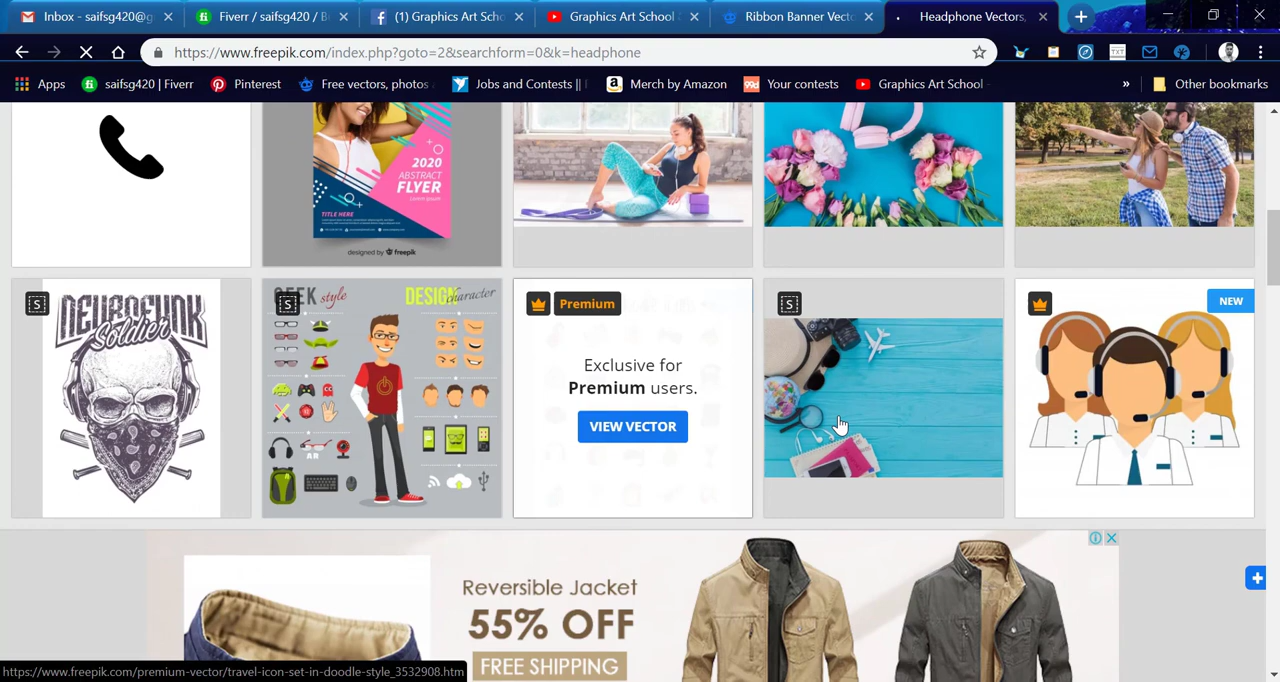 Inbox - saifsg420@g
Fiverr / saifsg420 / B
(1) Graphics Art Scho
Graphics Art School -
Ribbon Banner Vecto
Headphone Vectors,
https://www.freepik.com/index.php?goto=2&searchform=0&k=headphone
Apps
saifsg420 | Fiverr
Pinterest
Free vectors, photos
Jobs and Contests ||
Merch by Amazon
Your contests
Graphics Art School -
»
Other bookmarks
TXT
2020
ABSTRACT
FLYER
TITLE HERE
designed by freepik
S
NEUROFUNK
Soldier
S
GEEK style
DESIGN character
AR
Premium
Exclusive for
Premium users.
VIEW VECTOR
S
NEW
Reversible Jacket
55% OFF
FREE SHIPPING
https://www.freepik.com/premium-vector/travel-icon-set-in-doodle-style_3532908.htm